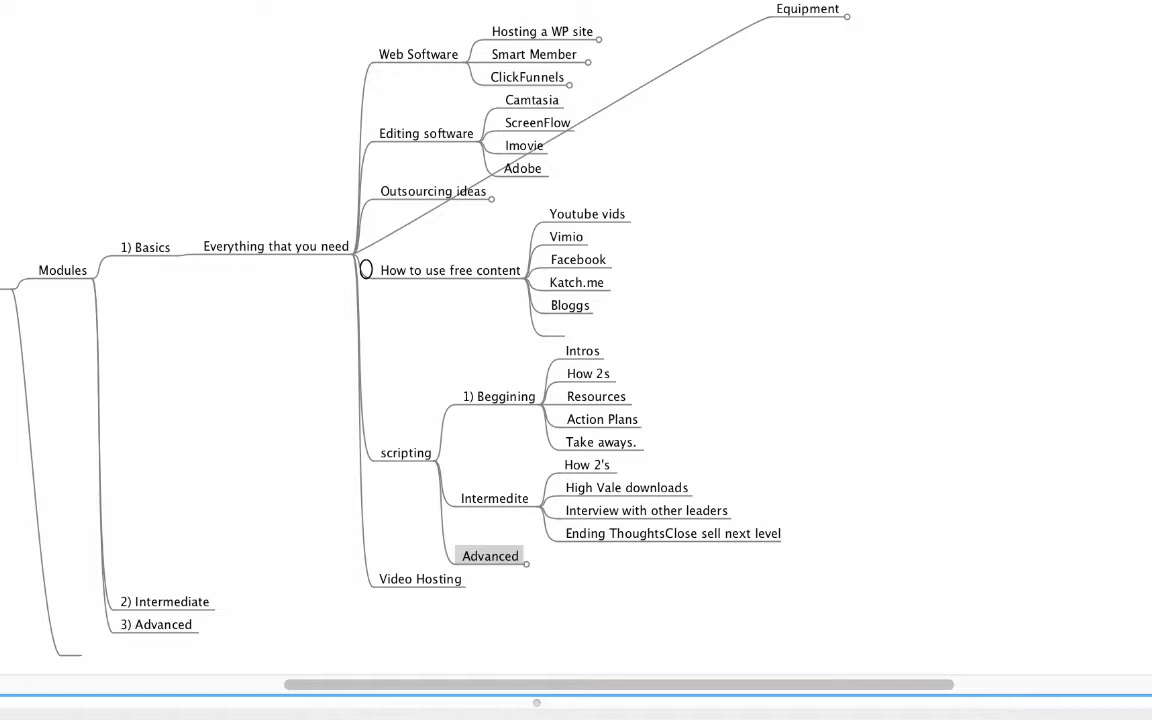 Equipment
Hosting a WP site
Web Software
Smart Member
ClickFunnels
Camtasia
ScreenFlow
Editing software
Imovie
Adobe
Outsourcing ideas
Youtube vids
Vimio
1) Basics
Everything that you need
Facebook
Modules
How to use free content
Katch.me
Bloggs
Intros
How 2s
1) Beggining
Resources
Action Plans
Take aways.
scripting
How 2's
High Vale downloads
Intermedite
Interview with other leaders
Ending ThoughtsClose sell next level
Advanced
Video Hosting
2) Intermediate
3) Advanced